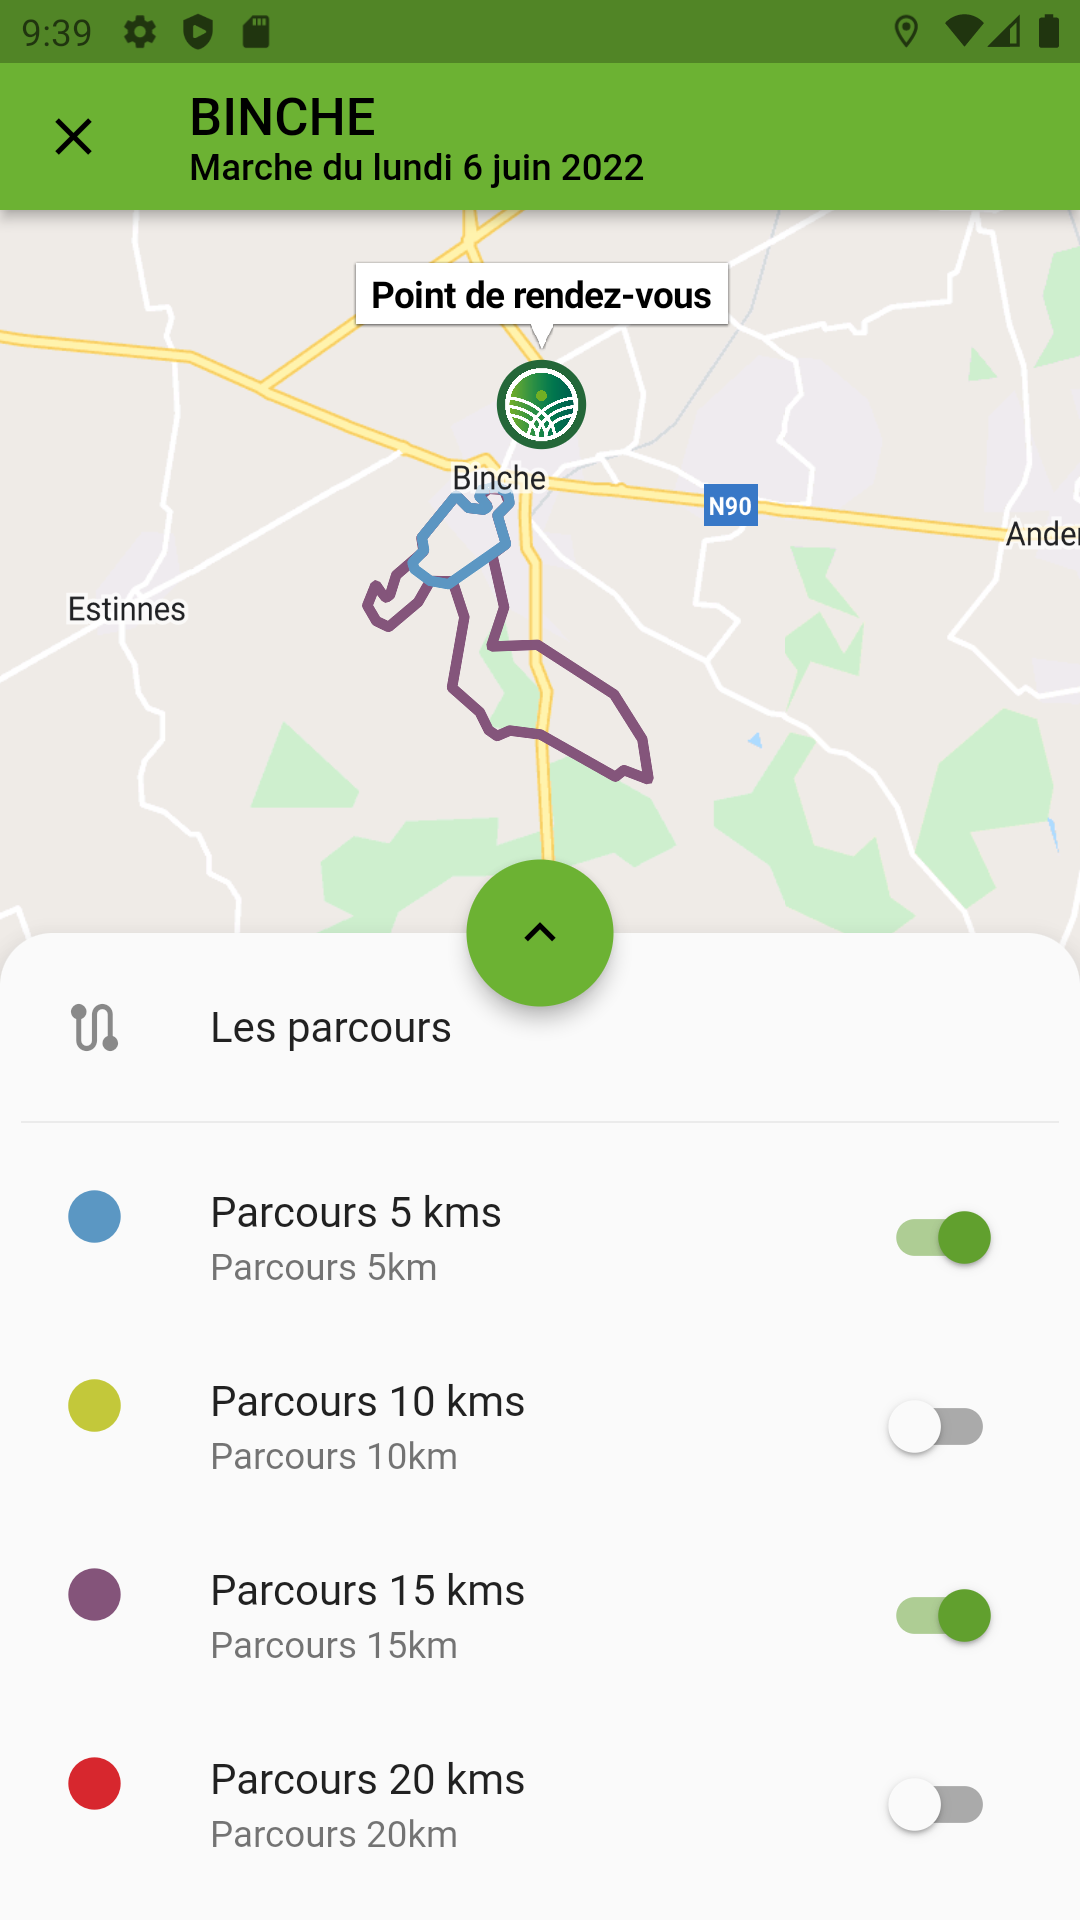 9:39
BINCHE
Marche du lundi 6 juin 2022
Point de rendez-vous
Binche
N90
Ander
Estinnes
Les parcours
Parcours 5 kms
Parcours 5km
Parcours 10 kms
Parcours 10km
Parcours 15 kms
Parcours 15km
Parcours 20 kms
Parcours 20km